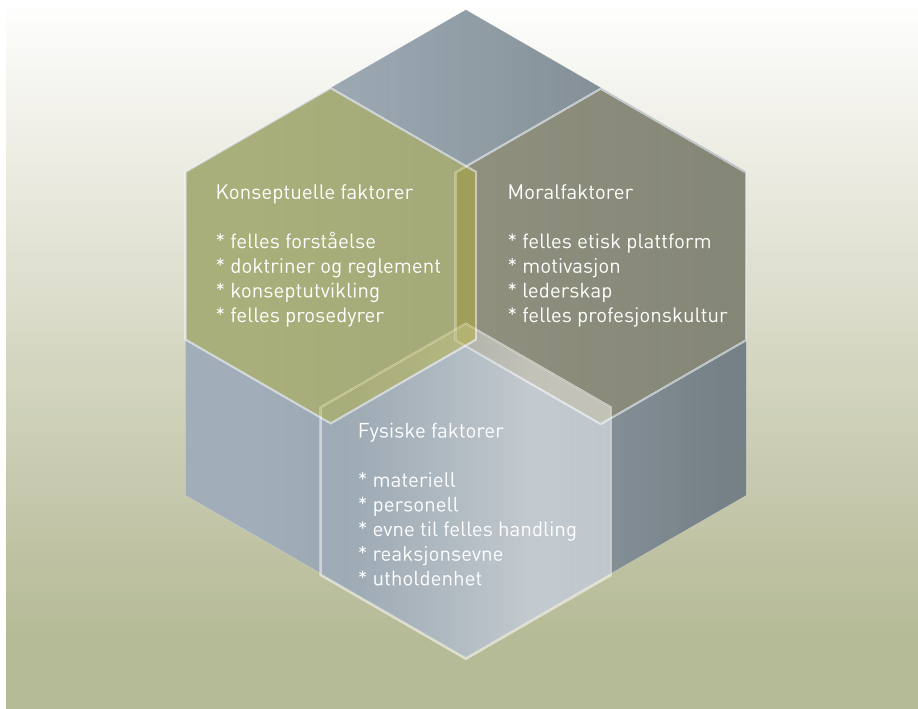 Konseptuelle faktorer
* felles forståelse
* doktriner og reglement
* konseptutvikling
* felles prosedyrer
Moralfaktorer
* felles etisk plattform
* motivasjon
* lederskap
* felles profesjonskultur
Fysiske faktorer
* materiell
* personell
* evne til felles handling
* reaksjonsevne
* utholdenhet